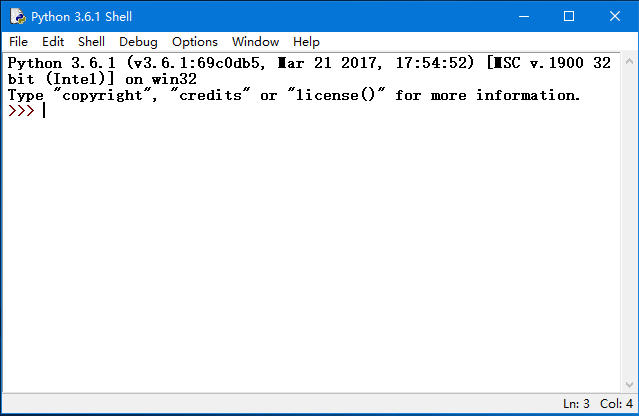 Python 3.6.1 Shell
File Edit Shell Debug Options Window Help
Python 3.6.1 (v3.6.1:69c0db5, Mar 21 2017, 17:54:52) [MSC v.1900 32
bit (Intel)] on win32
Type "copyright", "credits" or "license()" for more information.
>>>
Ln: 3 Col: 4